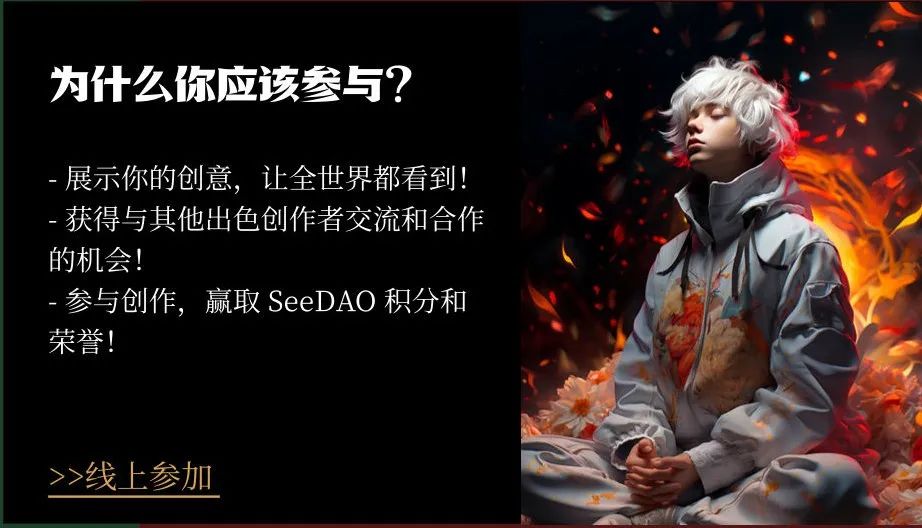 为什么你应该参与?
- 展示你的创意，让全世界都看到!
- 获得与其他出色创作者交流和合作
的机会!
- 参与创作，赢取 SeeDAO 积分和
荣誉!
>>线上参加